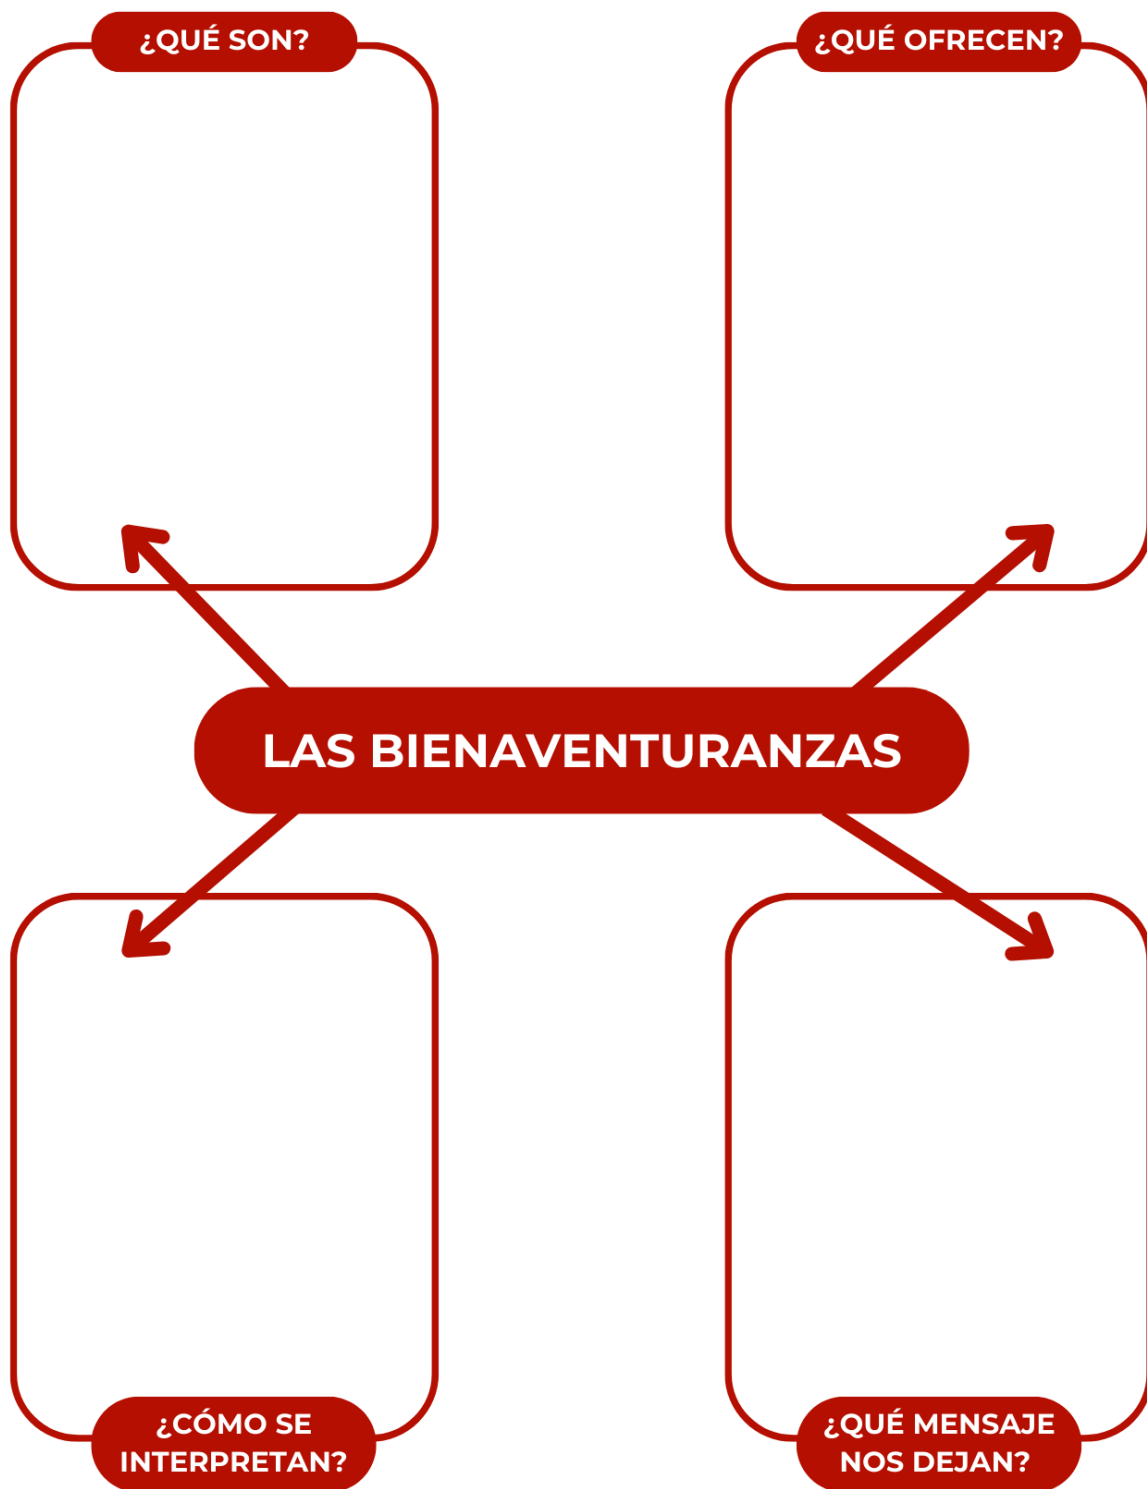 ¿QUÉ SON?
¿QUÉ OFRECEN?
LAS BIENAVENTURANZAS
¿CÓMO SE
INTERPRETAN?
¿QUÉ MENSAJE
NOS DEJAN?